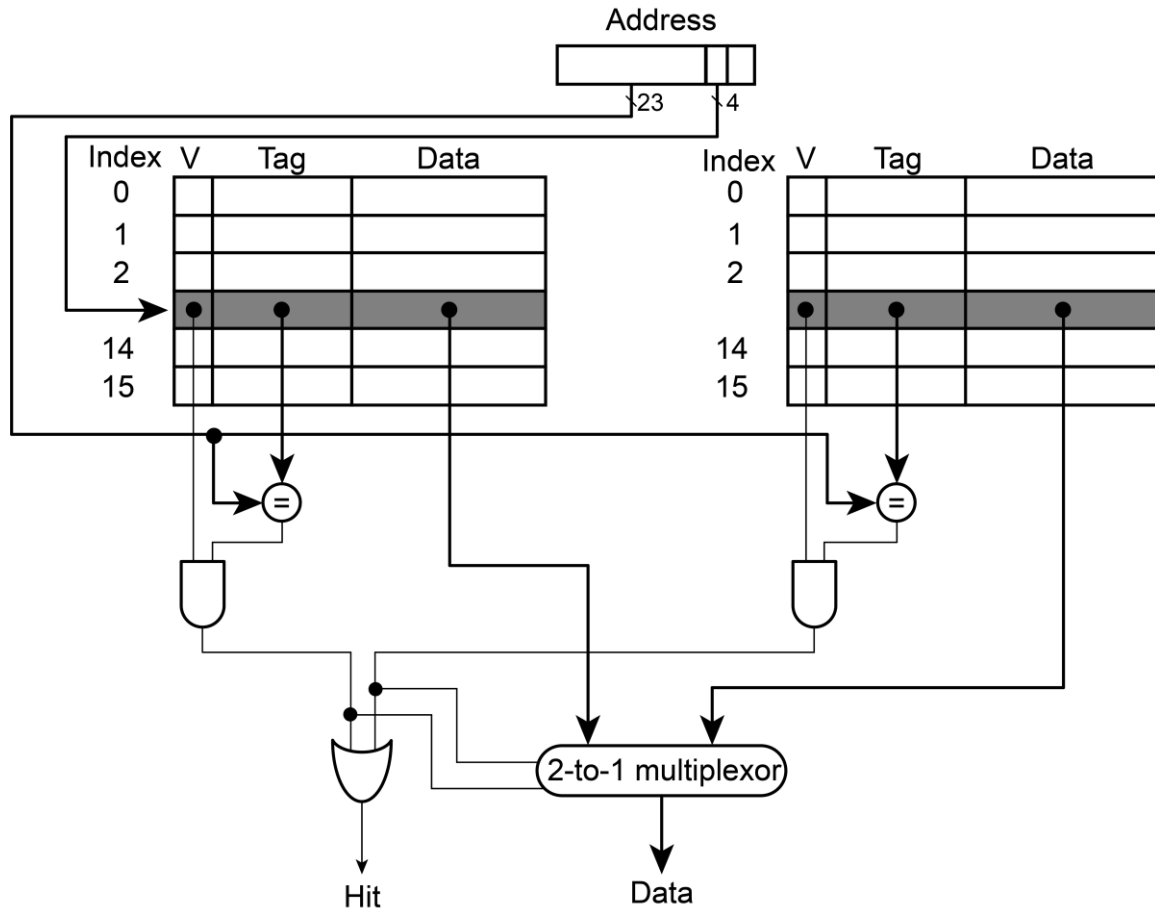 Address
23 4
Index V Tag Data
0
1
2
14
15
Index V Tag Data
0
1
2
14
15
=
=
2-to-1 multiplexor
Hit
Data